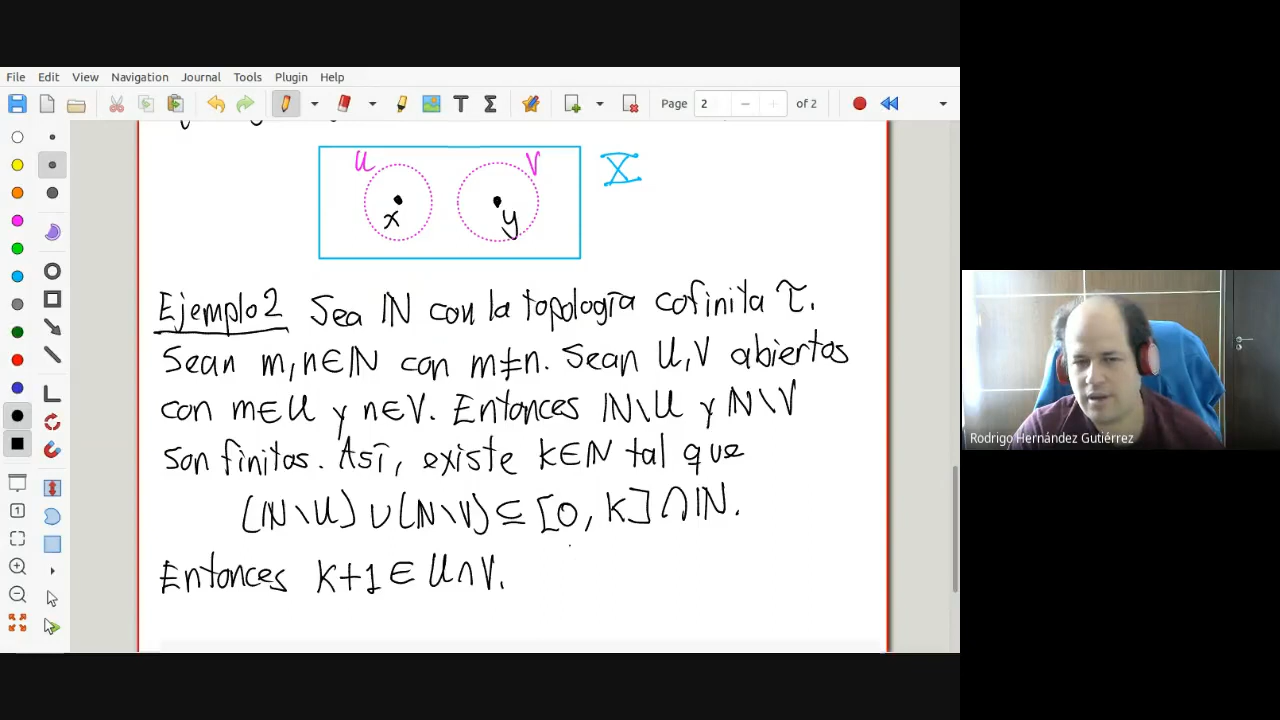 File Edit View Navigation Journal Tools Plugin Help
Page 2 of 2
U V X
x y
Ejemplo 2 Sea ℕ con la topología cofinita τ.
Sean m, n ∈ ℕ con m ≠ n. Sean U, V abiertos
con m ∈ U y n ∈ V. Entonces ℕ \ U y ℕ \ V
son finitos. Así, existe k ∈ ℕ tal que
(ℕ \ U) ∪ (ℕ \ V) ⊆ [0, k] ∩ ℕ.
Entonces k+1 ∈ U ∩ V.
Rodrigo Hernández Gutiérrez